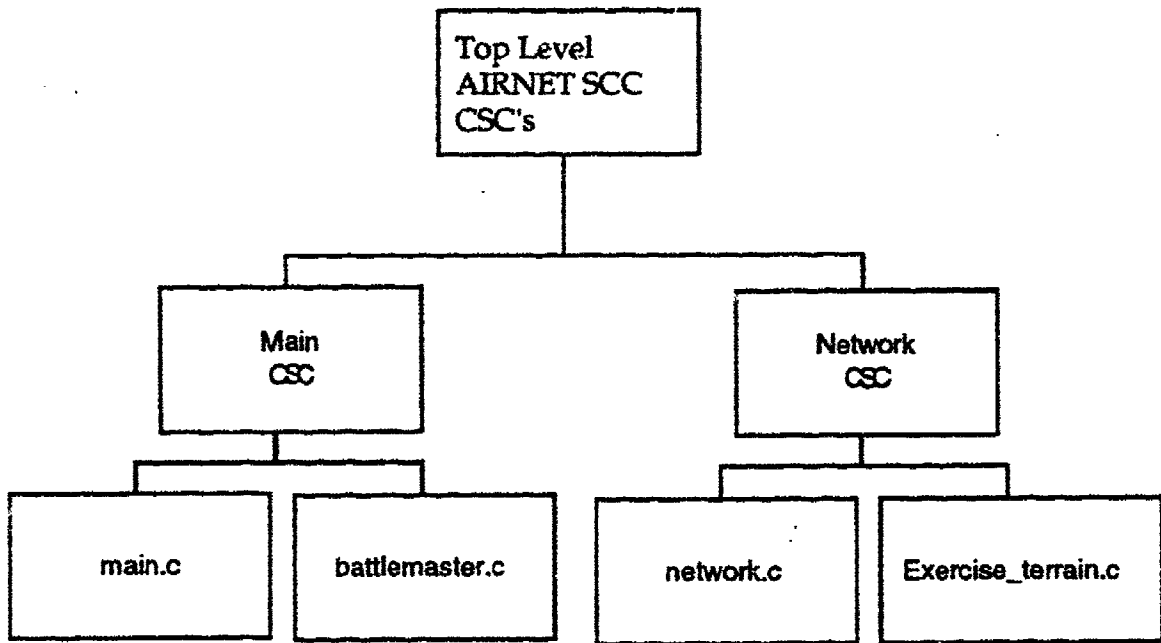 Top Level
AIRNET SCC
CSC's
Main
CSC
Network
CSC
main.c
battlemaster.c
network.c
Exercise_terrain.c